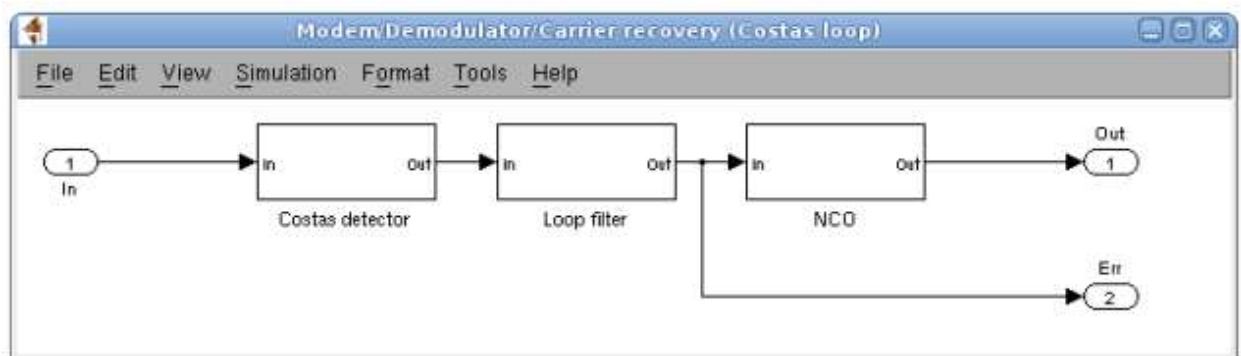 Modem/Demodulator/Carrier recovery (Costas loop)
File Edit View Simulation Format Tools Help
Out
1 In Out In Out In Out 1
In
Costas detector Loop filter NCO
Err
2